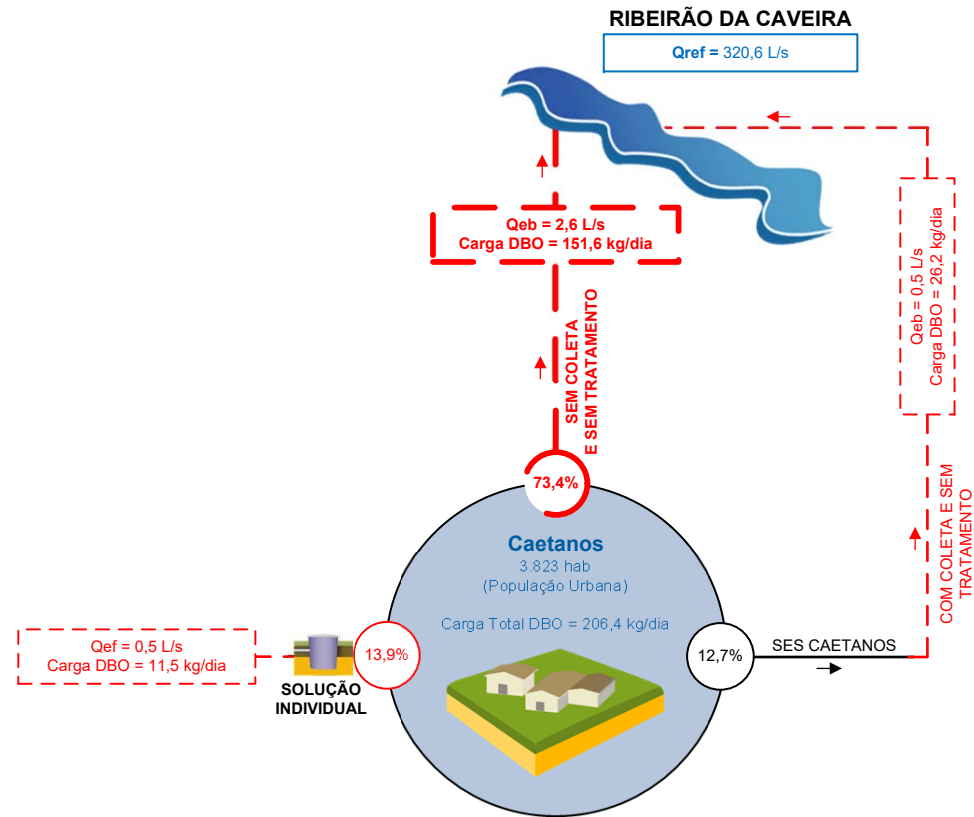 RIBEIRÃO DA CAVEIRA
Qref = 320,6 L/s
Qeb = 2,6 L/s
Carga DBO = 151,6 kg/dia
Qeb = 0,5 L/s
Carga DBO = 26,2 kg/dia
SEM COLETA
E SEM TRATAMENTO
COM COLETA E SEM
TRATAMENTO
73,4%
Caetanos
3.823 hab
(População Urbana)
Carga Total DBO = 206,4 kg/dia
Qef = 0,5 L/s
Carga DBO = 11,5 kg/dia
13,9%
SOLUÇÃO
INDIVIDUAL
12,7%
SES CAETANOS